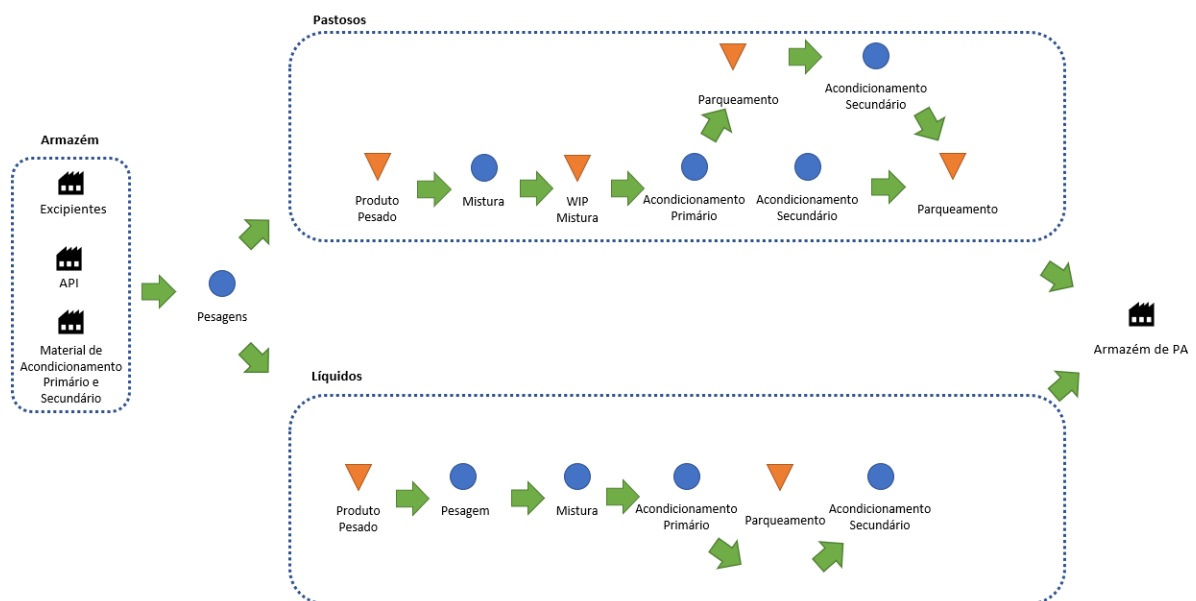 Pastosos
Parqueamento
Acondicionamento
Secundário
Armazém
Excipientes
API
Material de
Acondicionamento
Primário e
Secundário
Pesagens
Produto
Pesado
Mistura
WIP
Mistura
Acondicionamento
Primário
Acondicionamento
Secundário
Parqueamento
Armazém de PA
Líquidos
Produto
Pesado
Pesagem
Mistura
Acondicionamento
Primário
Parqueamento
Acondicionamento
Secundário